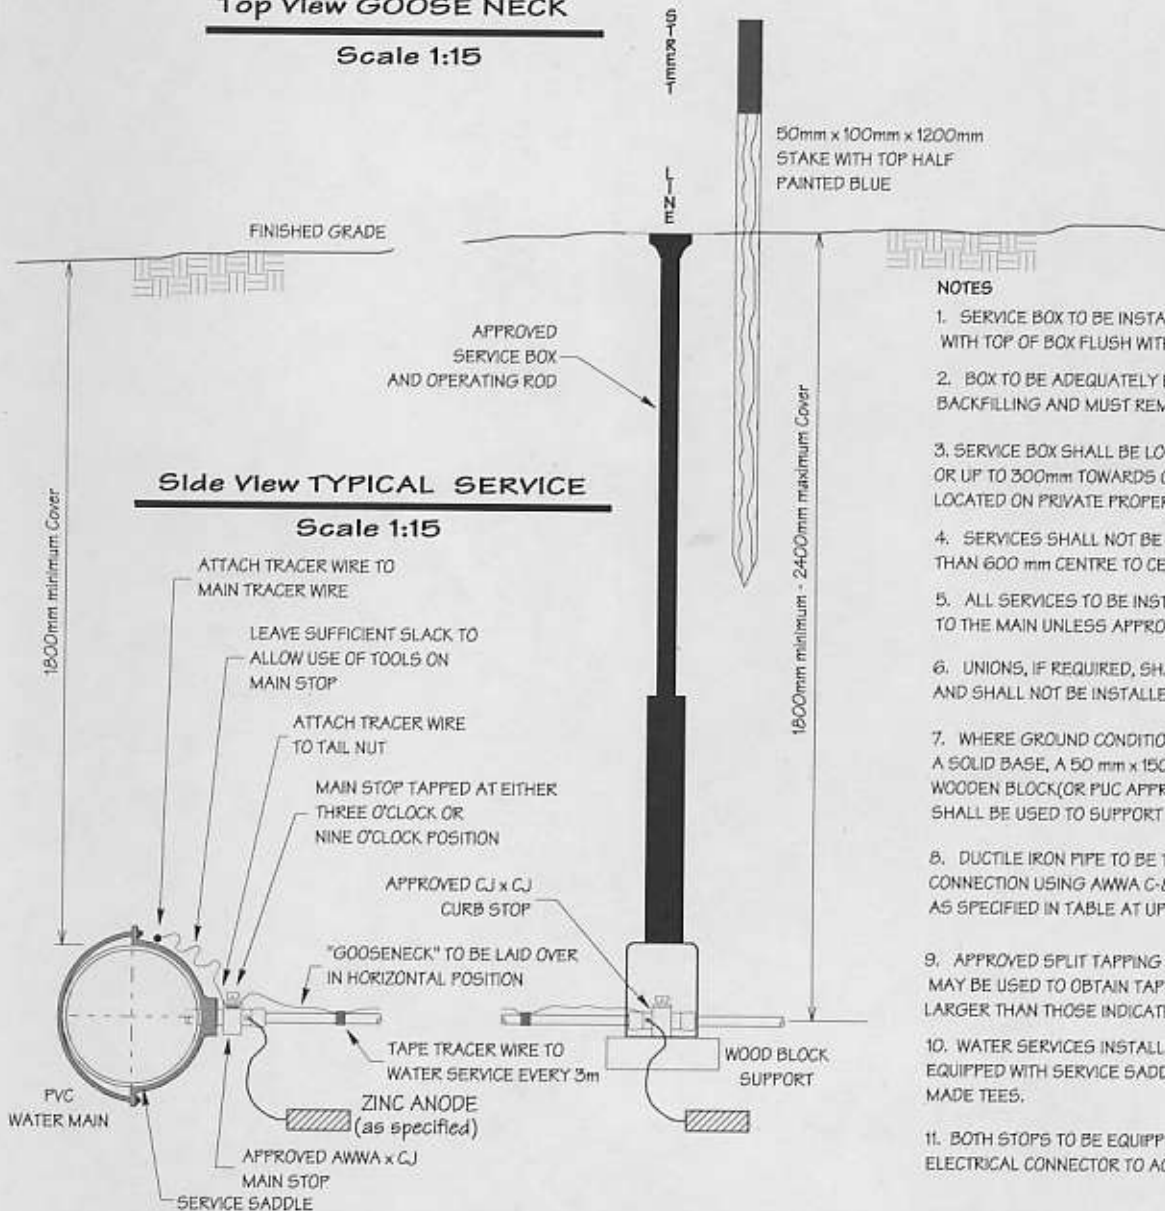 Top View GOOSE NECK
Scale 1:15
STREET
LINE
50mm x 100mm x 1200mm
STAKE WITH TOP HALF
PAINTED BLUE
FINISHED GRADE
APPROVED
SERVICE BOX
AND OPERATING ROD
1800mm minimum Cover
1800mm minimum - 2400mm maximum Cover
Side View TYPICAL SERVICE
Scale 1:15
ATTACH TRACER WIRE TO
MAIN TRACER WIRE
LEAVE SUFFICIENT SLACK TO
ALLOW USE OF TOOLS ON
MAIN STOP
ATTACH TRACER WIRE
TO TAIL NUT
MAIN STOP TAPPED AT EITHER
THREE O'CLOCK OR
NINE O'CLOCK POSITION
APPROVED CJ x CJ
CURB STOP
"GOOSENECK" TO BE LAID OVER
IN HORIZONTAL POSITION
TAPE TRACER WIRE TO
WATER SERVICE EVERY 3m
WOOD BLOCK
SUPPORT
ZINC ANODE
(as specified)
PVC
WATER MAIN
APPROVED AWWA x CJ
MAIN STOP
SERVICE SADDLE
NOTES
1. SERVICE BOX TO BE INSTA
WITH TOP OF BOX FLUSH WIT
2. BOX TO BE ADEQUATELY
BACKFILLING AND MUST REM
3. SERVICE BOX SHALL BE LO
OR UP TO 300mm TOWARDS
LOCATED ON PRIVATE PROPER
4. SERVICES SHALL NOT BE
THAN 600 mm CENTRE TO CE
5. ALL SERVICES TO BE INST
TO THE MAIN UNLESS APPRO
6. UNIONS, IF REQUIRED, SHA
AND SHALL NOT BE INSTALLE
7. WHERE GROUND CONDITIO
A SOLID BASE, A 50 mm x 150
WOODEN BLOCK(OR PUC APPR
SHALL BE USED TO SUPPORT
8. DUCTILE IRON PIPE TO BE T
CONNECTION USING AWWA C-8
AS SPECIFIED IN TABLE AT UP
9. APPROVED SPLIT TAPPING
MAY BE USED TO OBTAIN TAP
LARGER THAN THOSE INDICATE
10. WATER SERVICES INSTALL
EQUIPPED WITH SERVICE SADD
MADE TEES.
11. BOTH STOPS TO BE EQUIPP
ELECTRICAL CONNECTOR TO AC